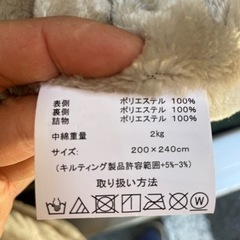 表側 ポリエステル 100%
裏側 ポリエステル 100%
詰物 ポリエステル 100%
中綿重量 2kg
サイズ: 200×240cm
(キルティング製品許容範囲+5%-3%)
取り扱い方法